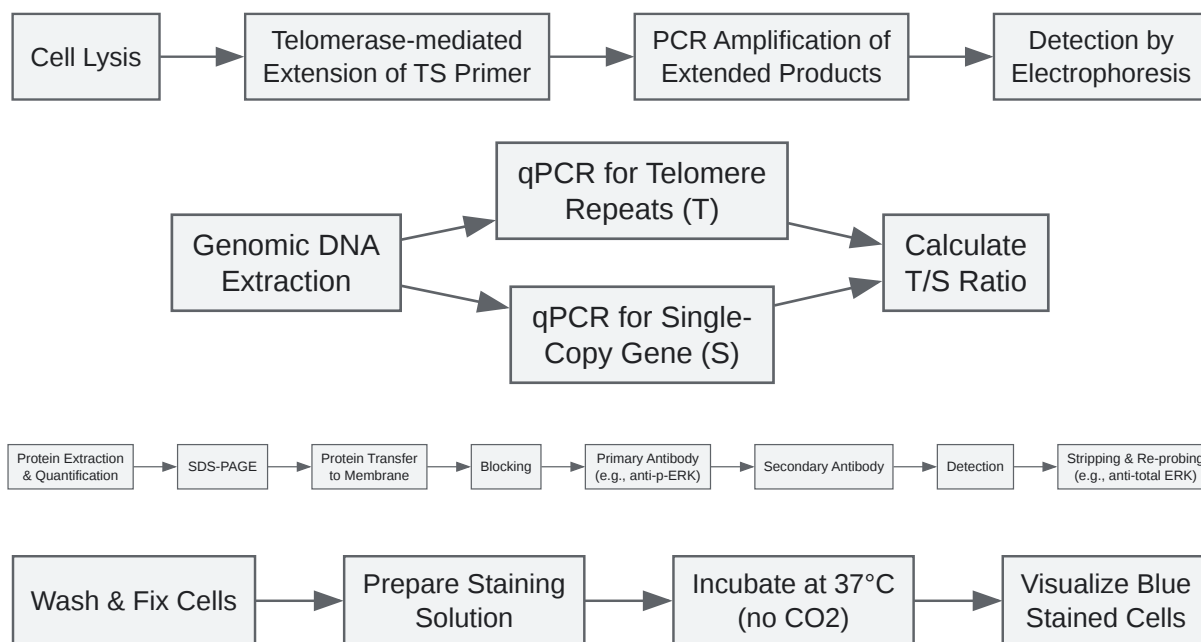 Cell Lysis
Telomerase-mediated
Extension of TS Primer
PCR Amplification of
Extended Products
Detection by
Electrophoresis
Genomic DNA
Extraction
qPCR for Telomere
Repeats (T)
qPCR for Single-
Copy Gene (S)
Calculate
T/S Ratio
Protein Extraction
& Quantification
SDS-PAGE
Protein Transfer
to Membrane
Blocking
Primary Antibody
(e.g., anti-p-ERK)
Secondary Antibody
Detection
Stripping & Re-probing
(e.g., anti-total ERK)
Wash & Fix Cells
Prepare Staining
Solution
Incubate at 37°C
(no CO2)
Visualize Blue
Stained Cells